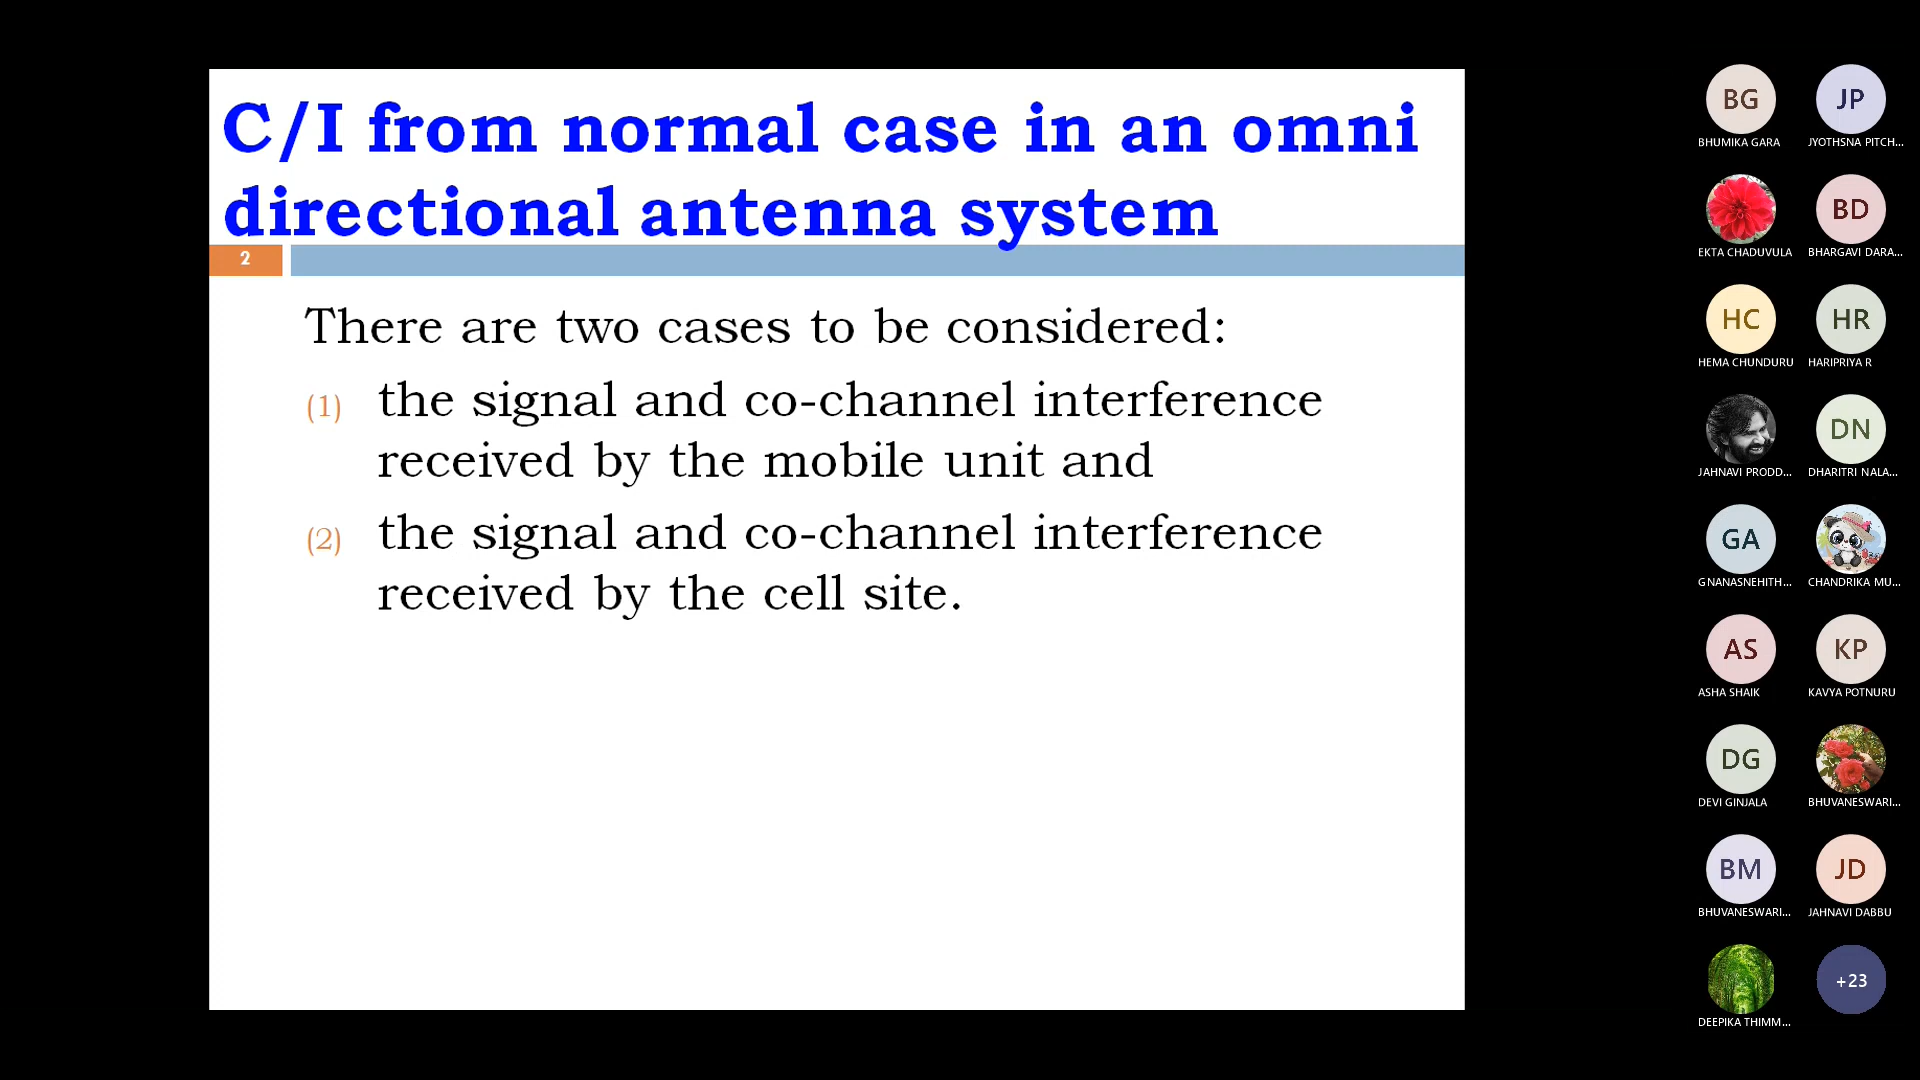 C/I from normal case in an omni
directional antenna system
2
There are two cases to be considered:
(1) the signal and co-channel interference
received by the mobile unit and
(2) the signal and co-channel interference
received by the cell site.
BG
BHUMIKA GARA
JP
JYOTHSNA PITCH...
EKTA CHADUVULA
BD
BHARGAVI DARA...
HC
HEMA CHUNDURU
HR
HARIPRIYA R
JAHNAVI PRODD...
DN
DHARITRI NALA...
GA
GNANASNEHITH...
CHANDRIKA MU...
AS
ASHA SHAIK
KP
KAVYA POTNURU
DG
DEVI GINJALA
BHUVANESWARI...
BM
BHUVANESWARI...
JD
JAHNAVI DABBU
DEEPIKA THIMM...
+23